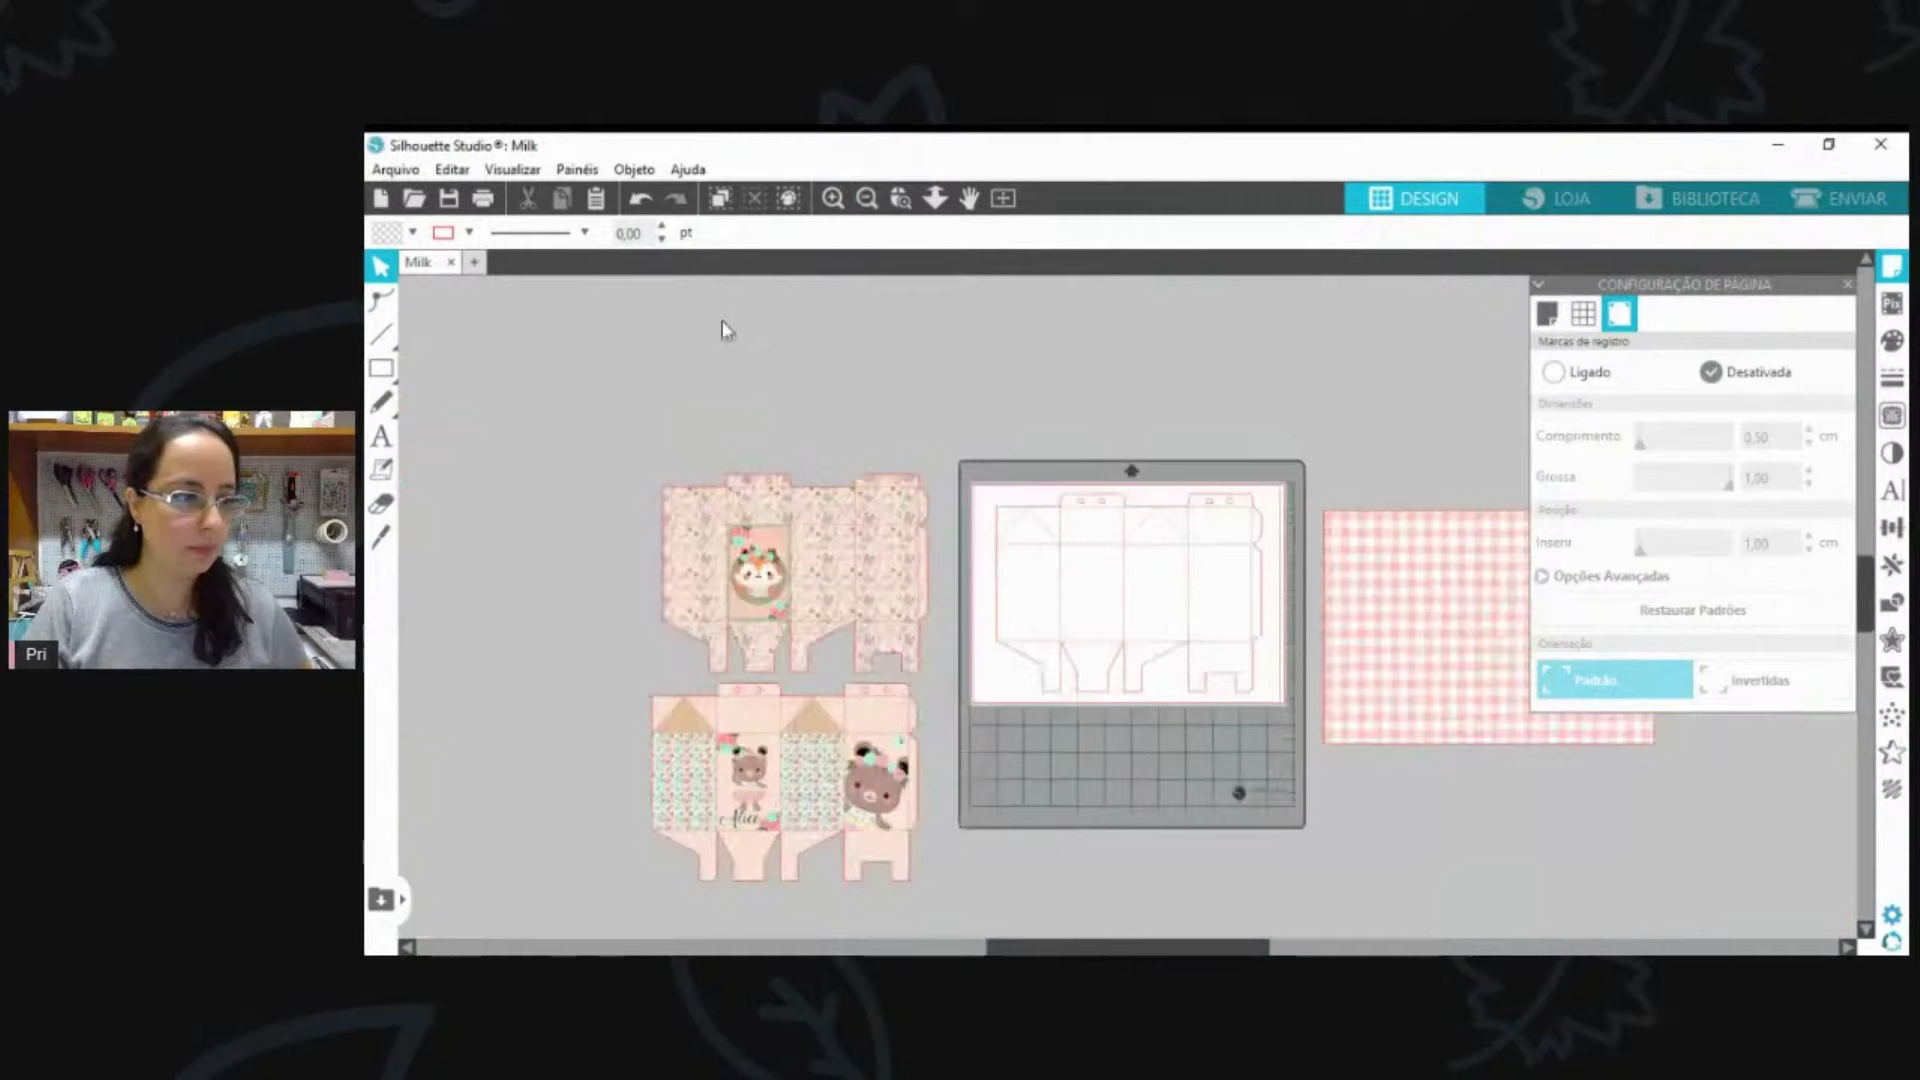 Silhouette Studio®: Milk
Arquivo Editar Visualizar Painéis Objeto Ajuda
DESIGN LOJA BIBLIOTECA ENVIAR
0,00 pt
Milk
CONFIGURAÇÃO DE PÁGINA
Pix
Marcas de registro
Ligado Desativada
Dimensões
Comprimento 0,50 cm
Grossa 1,00
Posição
Inserir 1,00 cm
Opções Avançadas
Restaurar Padrões
Orientação
Padrão Invertidas
Pri
Alice